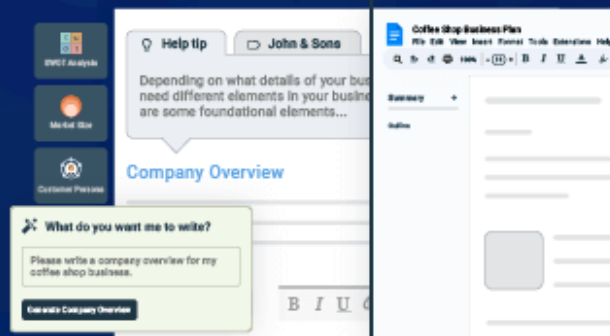 SWOT Analysis
Market Size
Customer Persona
Help tip
John & Sons
Depending on what details of your bus
need different elements in your busine
are some foundational elements...
Company Overview
What do you want me to write?
Please write a company overview for my
coffee shop business.
Generate Company Overview
B I U
Coffee Shop Business Plan
File Edit View Insert Format Tools Extensions Help
100% - 11 + B I U A
Summary +
Outline